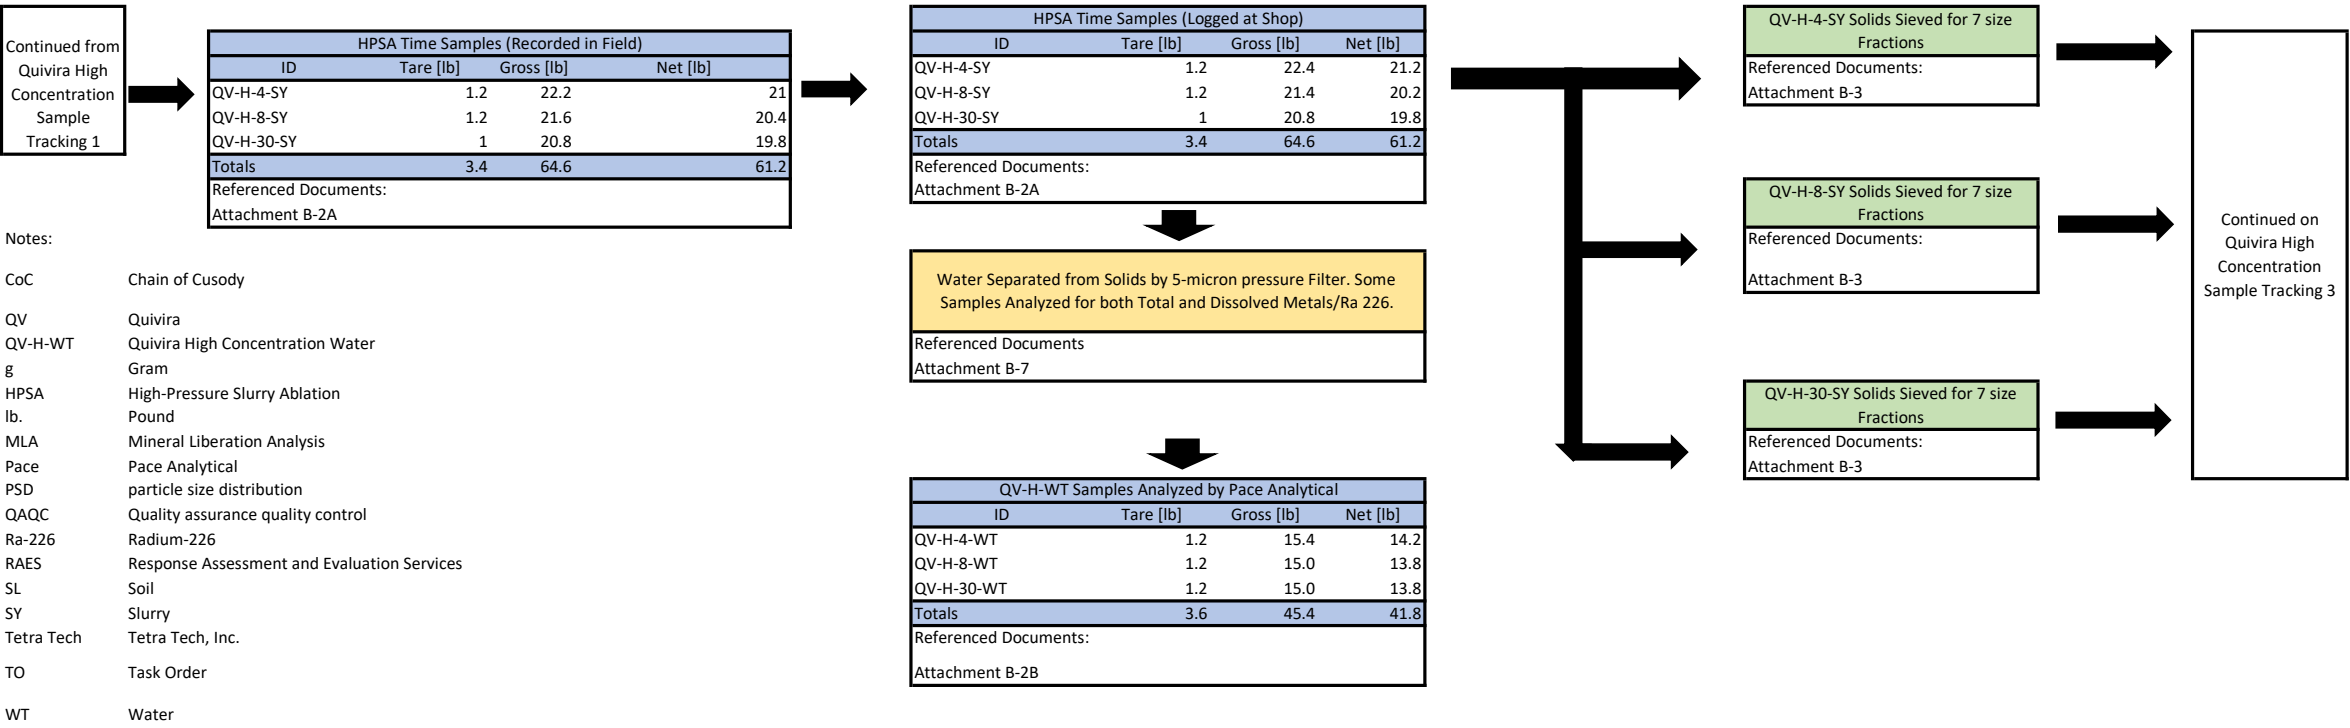 Continued from
Quivira High
Concentration
Sample
Tracking 1
HPSA Time Samples (Recorded in Field)
ID Tare [lb] Gross [lb] Net [lb]
QV-H-4-SY 1.2 22.2 21
QV-H-8-SY 1.2 21.6 20.4
QV-H-30-SY 1 20.8 19.8
Totals 3.4 64.6 61.2
Referenced Documents:
Attachment B-2A
HPSA Time Samples (Logged at Shop)
ID Tare [lb] Gross [lb] Net [lb]
QV-H-4-SY 1.2 22.4 21.2
QV-H-8-SY 1.2 21.4 20.2
QV-H-30-SY 1 20.8 19.8
Totals 3.4 64.6 61.2
Referenced Documents:
Attachment B-2A
Water Separated from Solids by 5-micron pressure Filter. Some
Samples Analyzed for both Total and Dissolved Metals/Ra 226.
Referenced Documents
Attachment B-7
QV-H-WT Samples Analyzed by Pace Analytical
ID Tare [lb] Gross [lb] Net [lb]
QV-H-4-WT 1.2 15.4 14.2
QV-H-8-WT 1.2 15.0 13.8
QV-H-30-WT 1.2 15.0 13.8
Totals 3.6 45.4 41.8
Referenced Documents:
Attachment B-2B
QV-H-4-SY Solids Sieved for 7 size
Fractions
Referenced Documents:
Attachment B-3
QV-H-8-SY Solids Sieved for 7 size
Fractions
Referenced Documents:
Attachment B-3
QV-H-30-SY Solids Sieved for 7 size
Fractions
Referenced Documents:
Attachment B-3
Continued on
Quivira High
Concentration
Sample Tracking 3
Notes:
CoC Chain of Cusody
QV Quivira
QV-H-WT Quivira High Concentration Water
g Gram
HPSA High-Pressure Slurry Ablation
lb. Pound
MLA Mineral Liberation Analysis
Pace Pace Analytical
PSD particle size distribution
QAQC Quality assurance quality control
Ra-226 Radium-226
RAES Response Assessment and Evaluation Services
SL Soil
SY Slurry
Tetra Tech Tetra Tech, Inc.
TO Task Order
WT Water